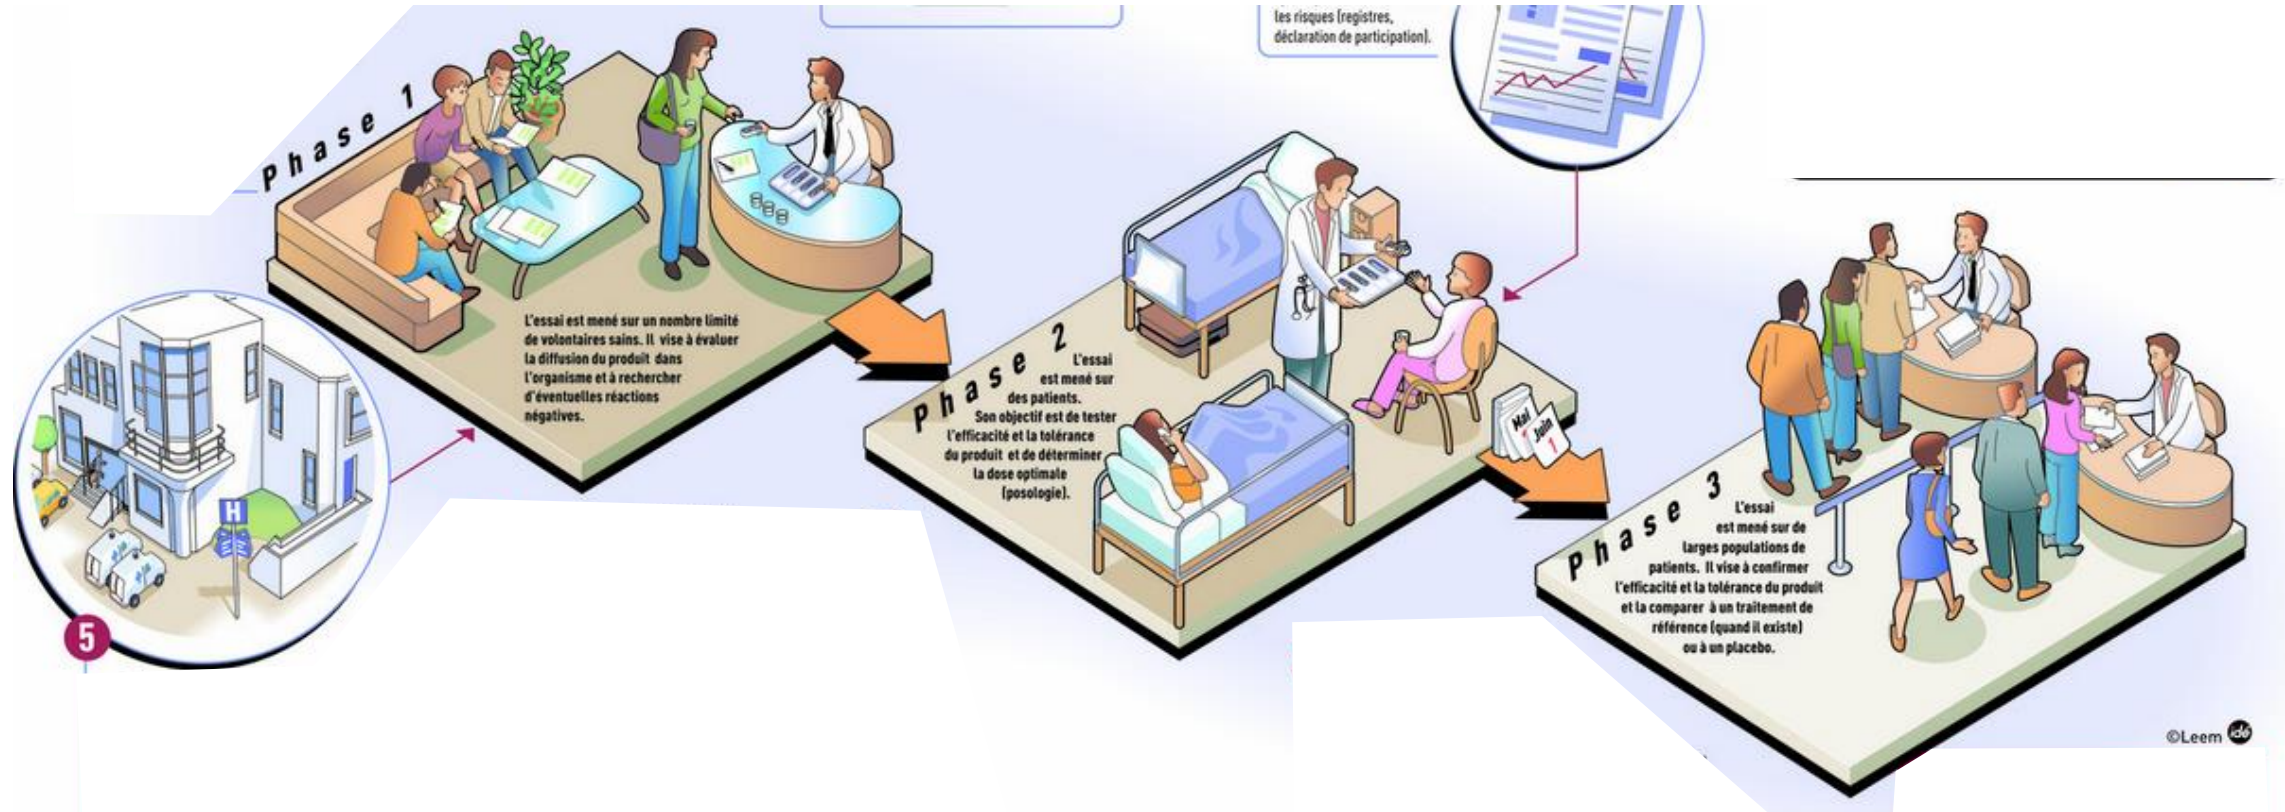 les risques (registres,
déclaration de participation).
Phase 1
L'essai est mené sur un nombre limité
de volontaires sains. Il vise à évaluer
la diffusion du produit dans
l'organisme et à rechercher
d'éventuelles réactions
négatives.
H
5
Phase 2
L'essai
est mené sur
des patients.
Son objectif est de tester
l'efficacité et la tolérance
du produit et de déterminer
la dose optimale
(posologie).
Mai
1
Juin
1
Phase 3
L'essai
est mené sur de
larges populations de
patients. Il vise à confirmer
l'efficacité et la tolérance du produit
et la comparer à un traitement de
référence (quand il existe)
ou à un placebo.
©Leem idé